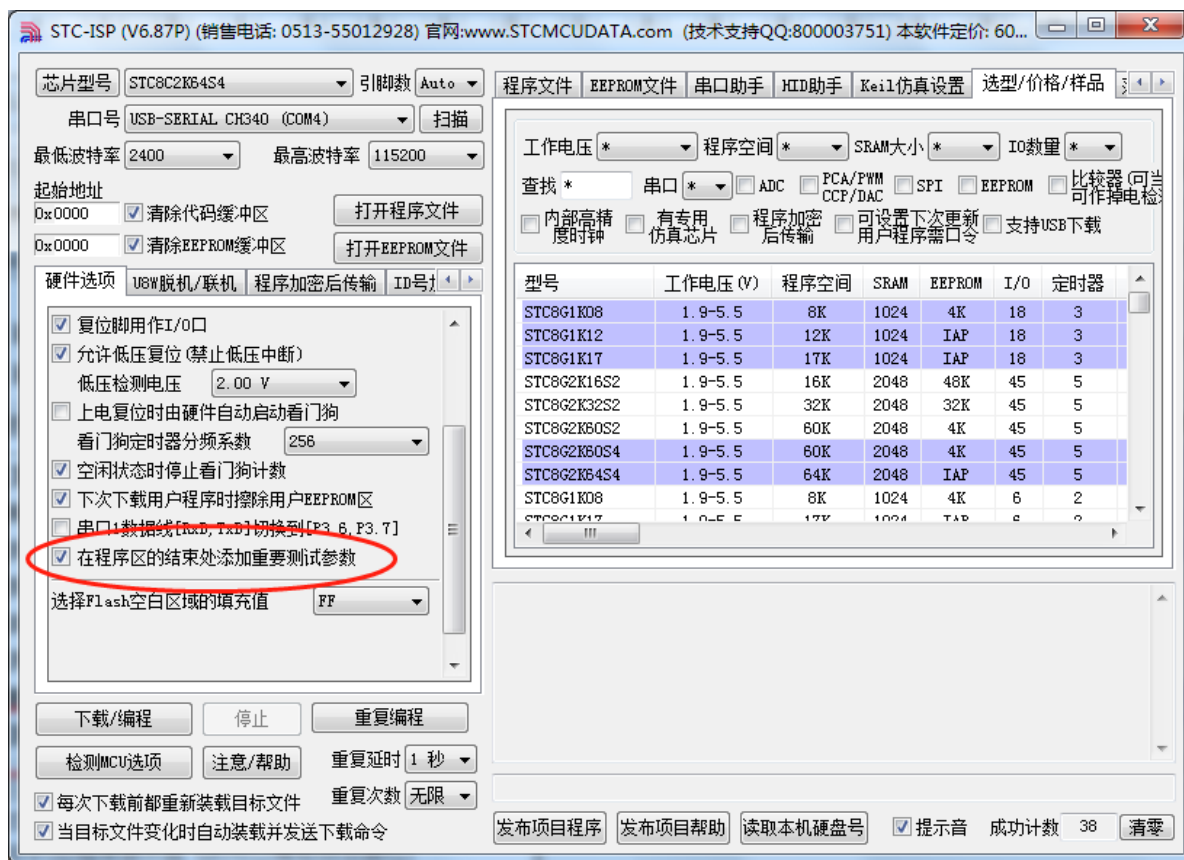 STC-ISP (V6.87P) (销售电话: 0513-55012928) 官网:www.STCMCUDATA.com (技术支持QQ:800003751) 本软件定价: 60...
芯片型号 STC8C2K64S4 引脚数 Auto
串口号 USB-SERIAL CH340 (COM4) 扫描
最低波特率 2400 最高波特率 115200
起始地址
0x0000 清除代码缓冲区 打开程序文件
0x0000 清除EEPROM缓冲区 打开EEPROM文件
硬件选项 U8W脱机/联机 程序加密后传输 ID号
复位脚用作I/O口
允许低压复位(禁止低压中断)
低压检测电压 2.00 V
上电复位时由硬件自动启动看门狗
看门狗定时器分频系数 256
空闲状态时停止看门狗计数
下次下载用户程序时擦除用户EEPROM区
串口1数据线[RxD,TxD]切换到[P3.6,P3.7]
在程序区的结束处添加重要测试参数
选择Flash空白区域的填充值 FF
下载/编程 停止 重复编程
检测MCU选项 注意/帮助 重复延时 1 秒
每次下载前都重新装载目标文件 重复次数 无限
当目标文件变化时自动装载并发送下载命令
程序文件 EEPROM文件 串口助手 HID助手 Keil仿真设置 选型/价格/样品
工作电压 * 程序空间 * SRAM大小 * IO数量 *
查找 * 串口 * ADC PCA/PWM CCP/DAC SPI EEPROM 比较器(可当 可作掉电检
内部高精度时钟 有专用仿真芯片 程序加密后传输 可设置下次更新用户程序需口令 支持USB下载
型号 工作电压(V) 程序空间 SRAM EEPROM I/O 定时器
STC8G1K08 1.9-5.5 8K 1024 4K 18 3
STC8G1K12 1.9-5.5 12K 1024 IAP 18 3
STC8G1K17 1.9-5.5 17K 1024 IAP 18 3
STC8G2K16S2 1.9-5.5 16K 2048 48K 45 5
STC8G2K32S2 1.9-5.5 32K 2048 32K 45 5
STC8G2K60S2 1.9-5.5 60K 2048 4K 45 5
STC8G2K60S4 1.9-5.5 60K 2048 4K 45 5
STC8G2K64S4 1.9-5.5 64K 2048 IAP 45 5
STC8G1K08 1.9-5.5 8K 1024 4K 6 2
STC8G1K17 1.9-5.5 17K 1024 IAP 6 2
发布项目程序 发布项目帮助 读取本机硬盘号 提示音 成功计数 38 清零